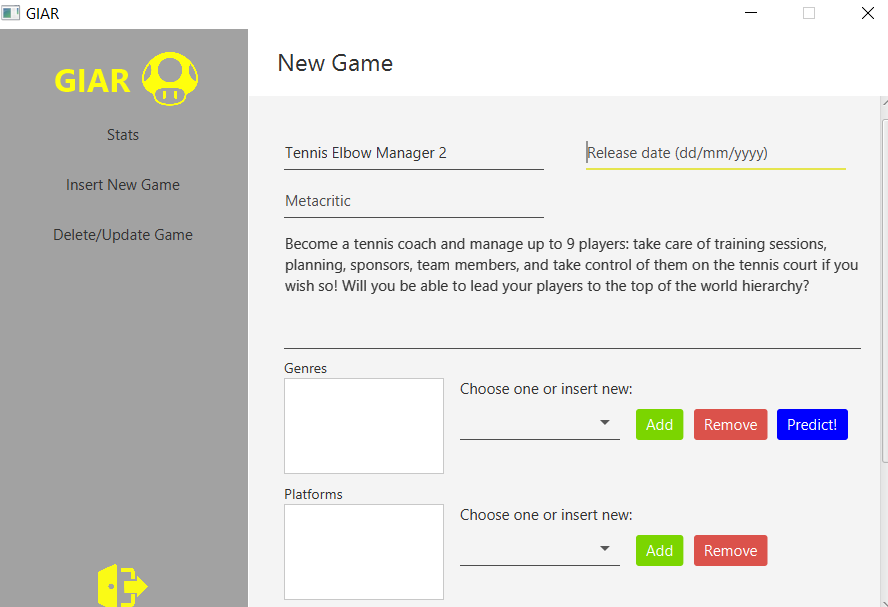 GIAR
GIAR
Stats
Insert New Game
Delete/Update Game
New Game
Tennis Elbow Manager 2
Release date (dd/mm/yyyy)
Metacritic
Become a tennis coach and manage up to 9 players: take care of training sessions,
planning, sponsors, team members, and take control of them on the tennis court if you
wish so! Will you be able to lead your players to the top of the world hierarchy?
Genres
Choose one or insert new:
Add
Remove
Predict!
Platforms
Choose one or insert new:
Add
Remove